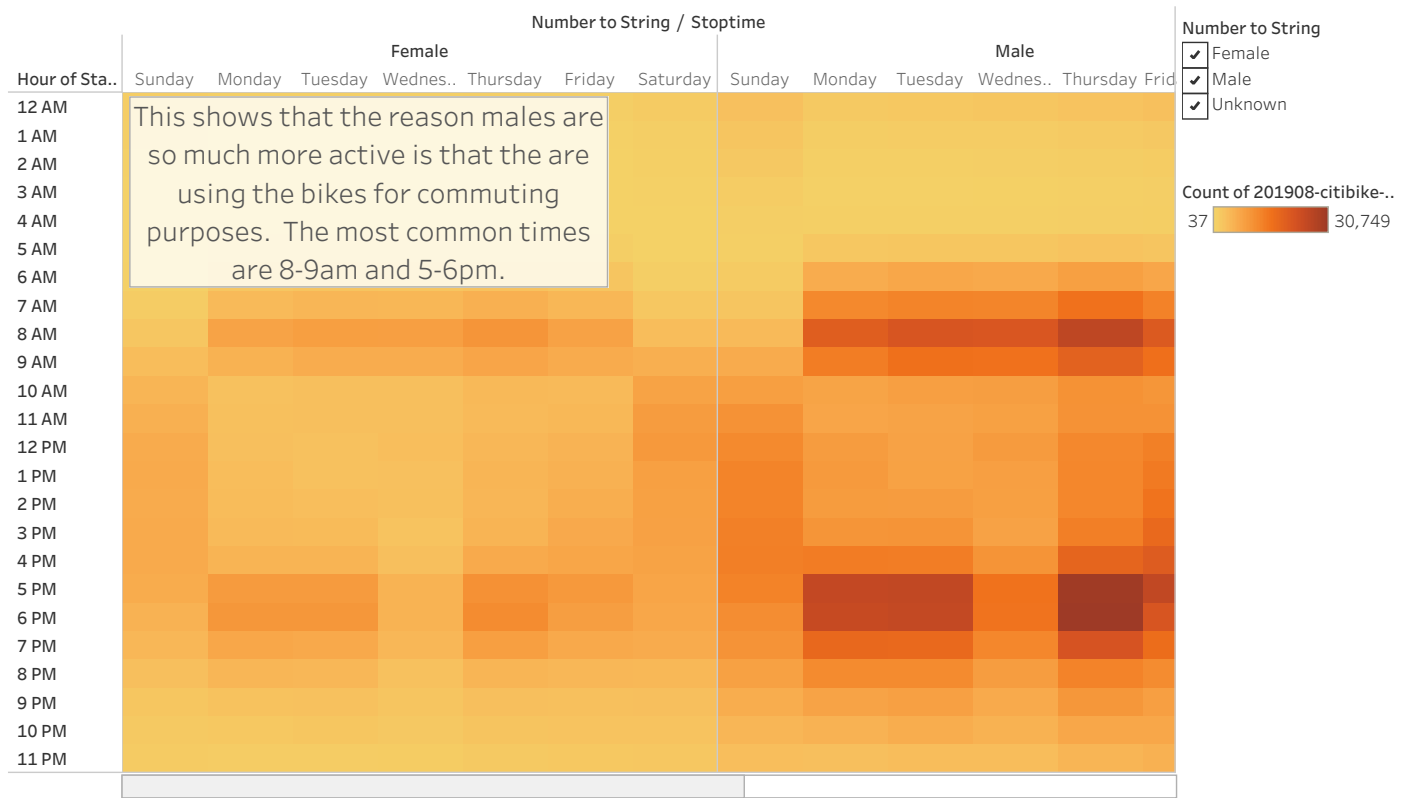 Number to String / Stoptime
Female Male
Hour of Sta.. Sunday Monday Tuesday Wednes.. Thursday Friday Saturday Sunday Monday Tuesday Wednes.. Thursday Frid
12 AM
1 AM
2 AM
3 AM
4 AM
5 AM
6 AM
7 AM
8 AM
9 AM
10 AM
11 AM
12 PM
1 PM
2 PM
3 PM
4 PM
5 PM
6 PM
7 PM
8 PM
9 PM
10 PM
11 PM
This shows that the reason males are
so much more active is that the are
using the bikes for commuting
purposes. The most common times
are 8-9am and 5-6pm.
Number to String
Female
Male
Unknown
Count of 201908-citibike-..
37 30,749